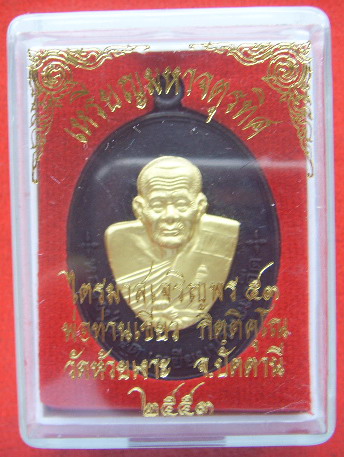 เหรียญมหาจตุรทิศ
ไตรมาสเจริญพร ๕๓
พ่อท่านเขียว กิตฺติคุโณ
วัดห้วยเงาะ จ.ปัตตานี
๒๕๕๓